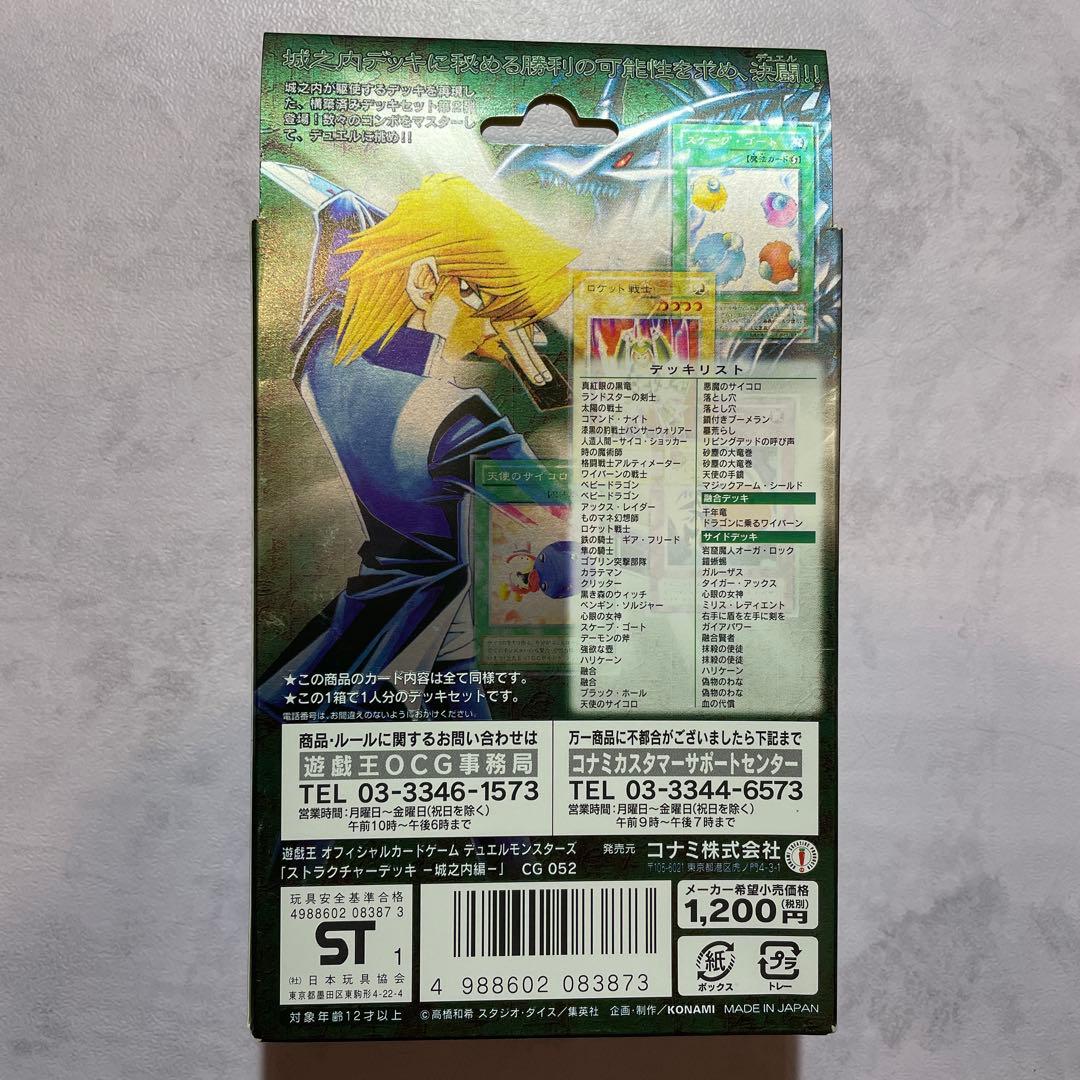 城之内デッキに秘める勝利の可能性を求め、決闘!!
デュエル
城之内が駆使するデッキを再現し
た、構築済みデッキセット第2弾
登場!数々のコンボをマスターし
て、デュエルに挑め!!
スケープ・ゴート
【魔法カード】
ロケット戦士
天使のサイコロ
デッキリスト
真紅眼の黒竜
ランドスターの剣士
太陽の戦士
コマンド・ナイト
漆黒の豹戦士パンサーウォリアー
人造人間ーサイコ・ショッカー
時の魔術師
格闘戦士アルティメーター
ワイバーンの戦士
ベビードラゴン
ベビードラゴン
アックス・レイダー
ものマネ幻想師
ロケット戦士
鉄の騎士 ギア・フリード
隼の騎士
ゴブリン突撃部隊
カラテマン
クリッター
黒き森のウィッチ
ペンギン・ソルジャー
心眼の女神
スケープ・ゴート
デーモンの斧
強欲な壺
ハリケーン
融合
融合
ブラック・ホール
天使のサイコロ
悪魔のサイコロ
落とし穴
落とし穴
鎖付きブーメラン
墓荒らし
リビングデッドの呼び声
砂塵の大竜巻
砂塵の大竜巻
天使の手鏡
マジックアーム・シールド
融合デッキ
千年竜
ドラゴンに乗るワイバーン
サイドデッキ
岩窟魔人オーガ・ロック
鎧蜥蜴
ガルーザス
タイガー・アックス
心眼の女神
ミリス・レディエント
右手に盾を左手に剣を
ガイアパワー
融合賢者
抹殺の使徒
抹殺の使徒
ハリケーン
偽物のわな
偽物のわな
血の代償
★この商品のカード内容は全て同様です。
★この1箱で1人分のデッキセットです。
電話番号は、お間違えのないようにおかけください。
商品・ルールに関するお問い合わせは
遊戯王OCG事務局
TEL 03-3346-1573
営業時間:月曜日～金曜日(祝日を除く)
午前10時～午後6時まで
万一商品に不都合がございましたら下記まで
コナミカスタマーサポートセンター
TEL 03-3344-6573
営業時間:月曜日～金曜日(祝日を除く)
午前9時～午後7時まで
遊戯王 オフィシャルカードゲーム デュエルモンスターズ
「ストラクチャーデッキ －城之内編－」 CG 052
発売元 コナミ株式会社
〒105-6021 東京都港区虎ノ門4-3-1
玩具安全基準合格
4988602 08387 3
ST 1
(社)日本玩具協会
東京都墨田区東駒形4-22-4
対象年齢12才以上
4 988602 083873
メーカー希望小売価格
1,200円(税別)
紙
ボックス
プラ
トレー
©高橋和希 スタジオ・ダイス/集英社 企画・制作/KONAMI MADE IN JAPAN